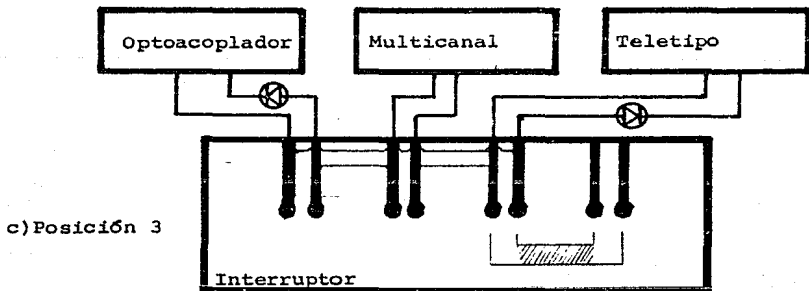 Optoacoplador
Multicanal
Teletipo
c)Posición 3
Interruptor